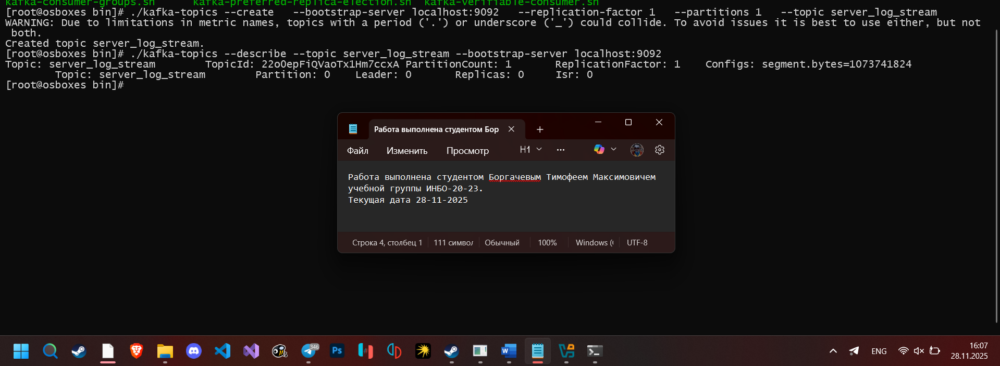 kafka-consumer-groups.sh kafka-preferred-replica-election.sh kafka-verifiable-consumer.sh
[root@osboxes bin]# ./kafka-topics --create   --bootstrap-server localhost:9092   --replication-factor 1   --partitions 1   --topic server_log_stream
WARNING: Due to limitations in metric names, topics with a period ('.') or underscore ('_') could collide. To avoid issues it is best to use either, but not
both.
Created topic server_log_stream.
[root@osboxes bin]# ./kafka-topics --describe --topic server_log_stream --bootstrap-server localhost:9092
Topic: server_log_stream TopicId: 22oOepFiQVaoTx1Hm7ccxA PartitionCount: 1 ReplicationFactor: 1 Configs: segment.bytes=1073741824
Topic: server_log_stream Partition: 0 Leader: 0 Replicas: 0 Isr: 0
[root@osboxes bin]#
Работа выполнена студентом Бор
Файл Изменить Просмотр H1
Работа выполнена студентом Боргачевым Тимофеем Максимовичем
учебной группы ИНБО-20-23.
Текущая дата 28-11-2025
Строка 4, столбец 1 111 символ Обычный 100% Windows ( UTF-8
346
Ps
ENG
16:07
28.11.2025